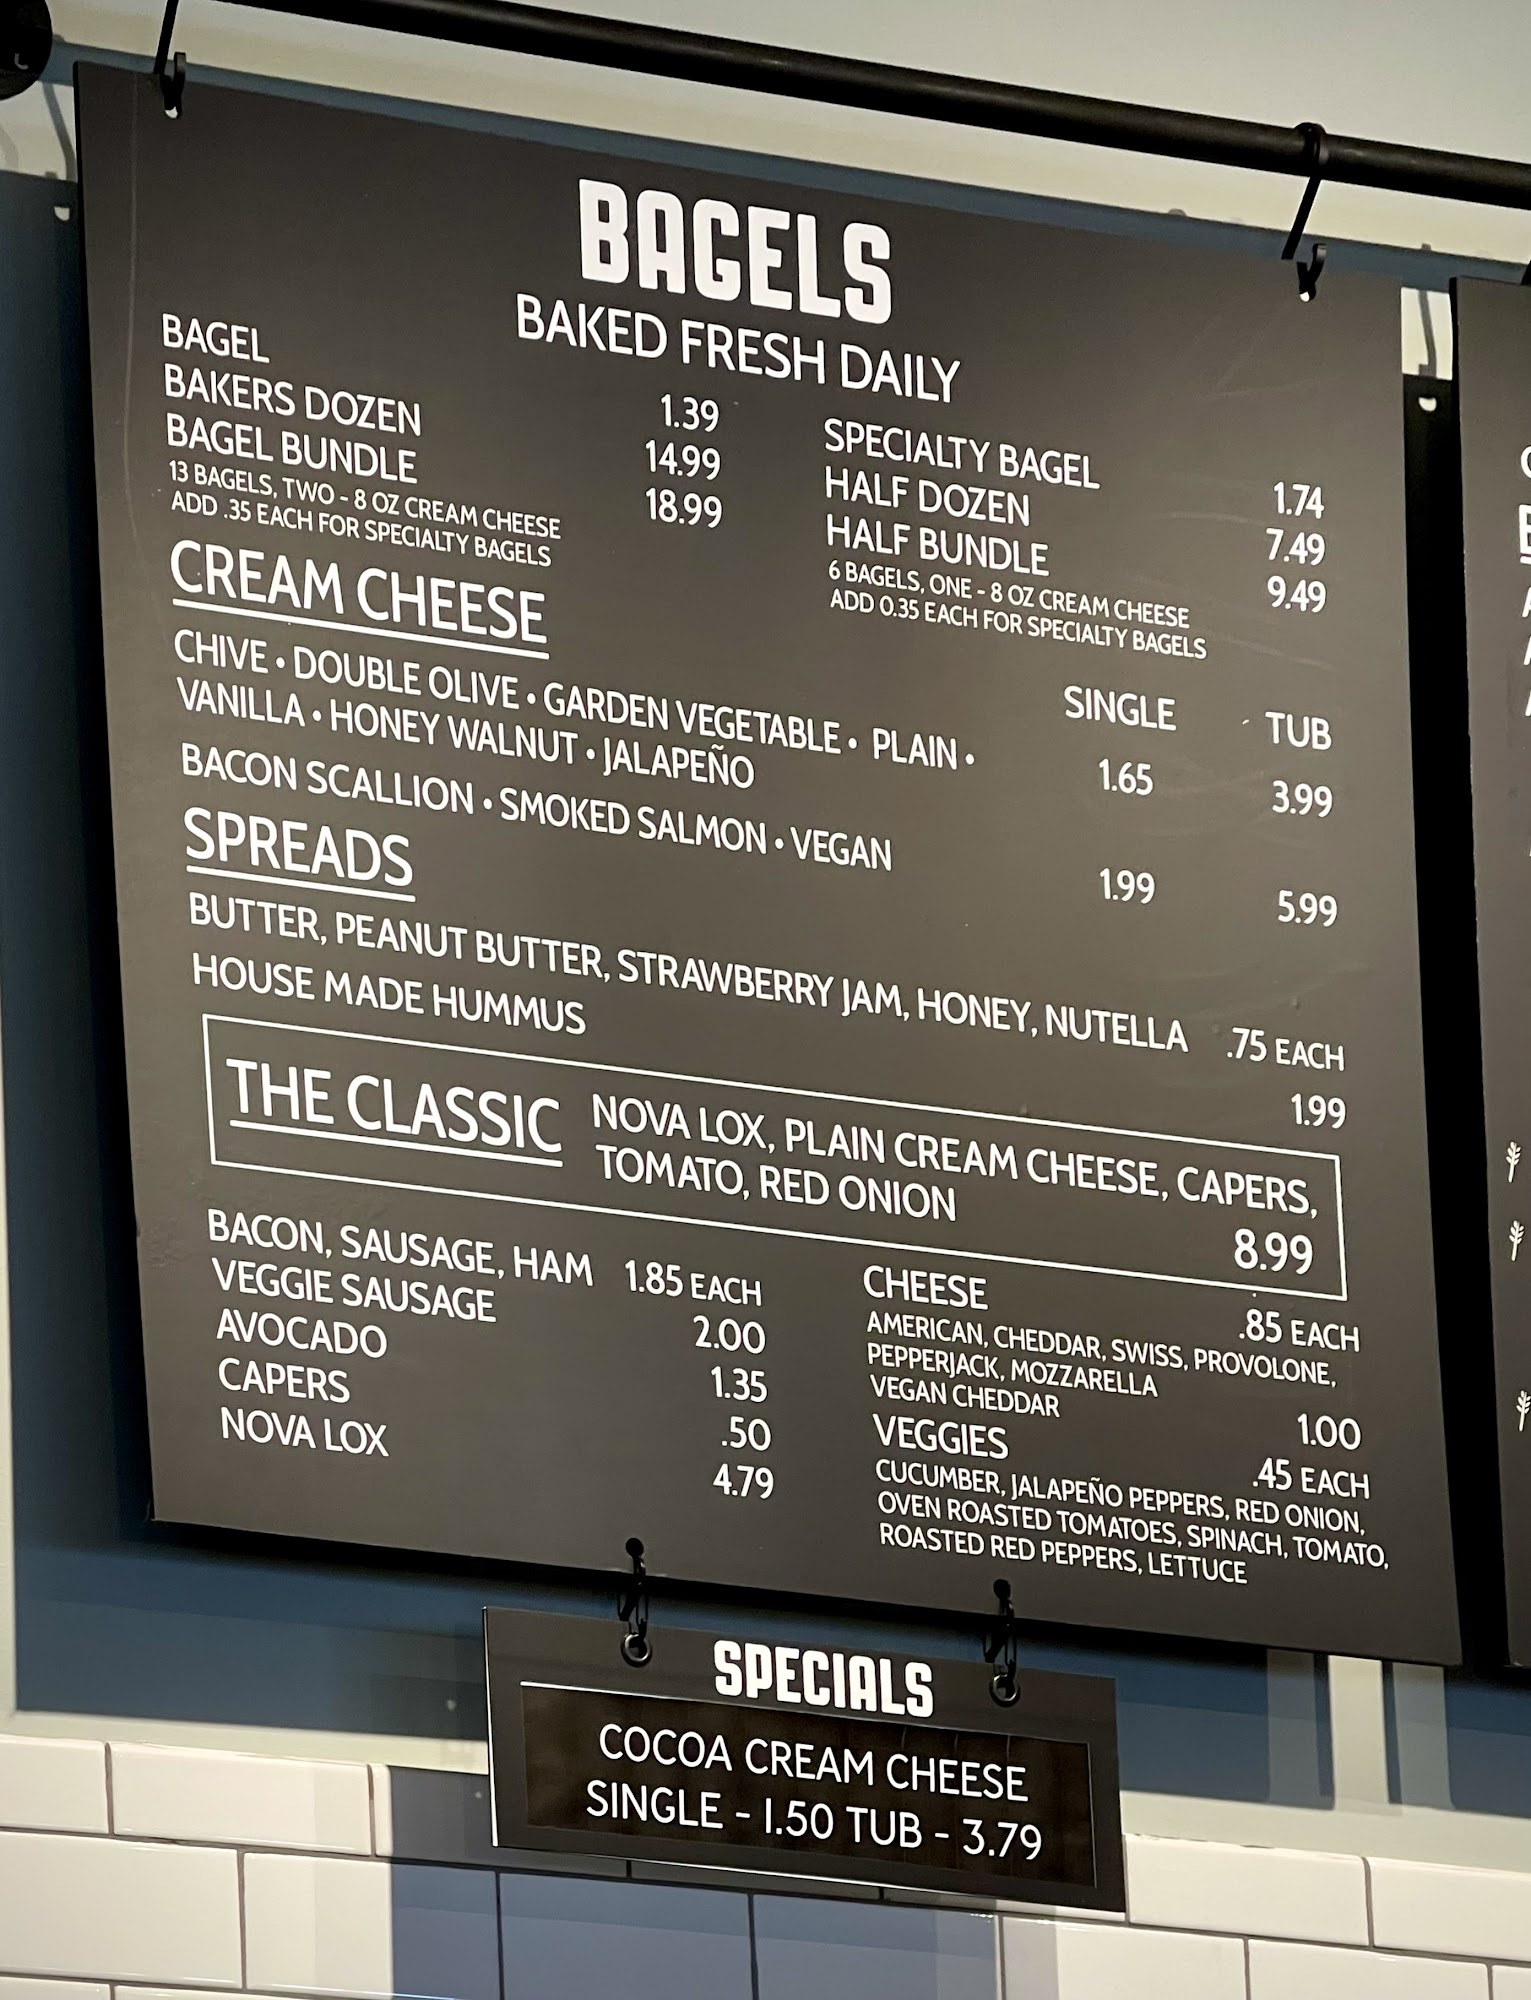 BAGELS
BAKED FRESH DAILY
BAGEL 1.39
BAKERS DOZEN 14.99
BAGEL BUNDLE 18.99
13 BAGELS, TWO - 8 OZ CREAM CHEESE
ADD .35 EACH FOR SPECIALTY BAGELS
SPECIALTY BAGEL 1.74
HALF DOZEN 7.49
HALF BUNDLE 9.49
6 BAGELS, ONE - 8 OZ CREAM CHEESE
ADD 0.35 EACH FOR SPECIALTY BAGELS
CREAM CHEESE
SINGLE TUB
CHIVE • DOUBLE OLIVE • GARDEN VEGETABLE • PLAIN •
VANILLA • HONEY WALNUT • JALAPEÑO 1.65 3.99
BACON SCALLION • SMOKED SALMON • VEGAN 1.99 5.99
SPREADS
BUTTER, PEANUT BUTTER, STRAWBERRY JAM, HONEY, NUTELLA .75 EACH
HOUSE MADE HUMMUS 1.99
THE CLASSIC NOVA LOX, PLAIN CREAM CHEESE, CAPERS,
TOMATO, RED ONION 8.99
BACON, SAUSAGE, HAM 1.85 EACH
VEGGIE SAUSAGE 2.00
AVOCADO 1.35
CAPERS .50
NOVA LOX 4.79
CHEESE .85 EACH
AMERICAN, CHEDDAR, SWISS, PROVOLONE,
PEPPERJACK, MOZZARELLA
VEGAN CHEDDAR 1.00
VEGGIES .45 EACH
CUCUMBER, JALAPEÑO PEPPERS, RED ONION,
OVEN ROASTED TOMATOES, SPINACH, TOMATO,
ROASTED RED PEPPERS, LETTUCE
SPECIALS
COCOA CREAM CHEESE
SINGLE - 1.50 TUB - 3.79